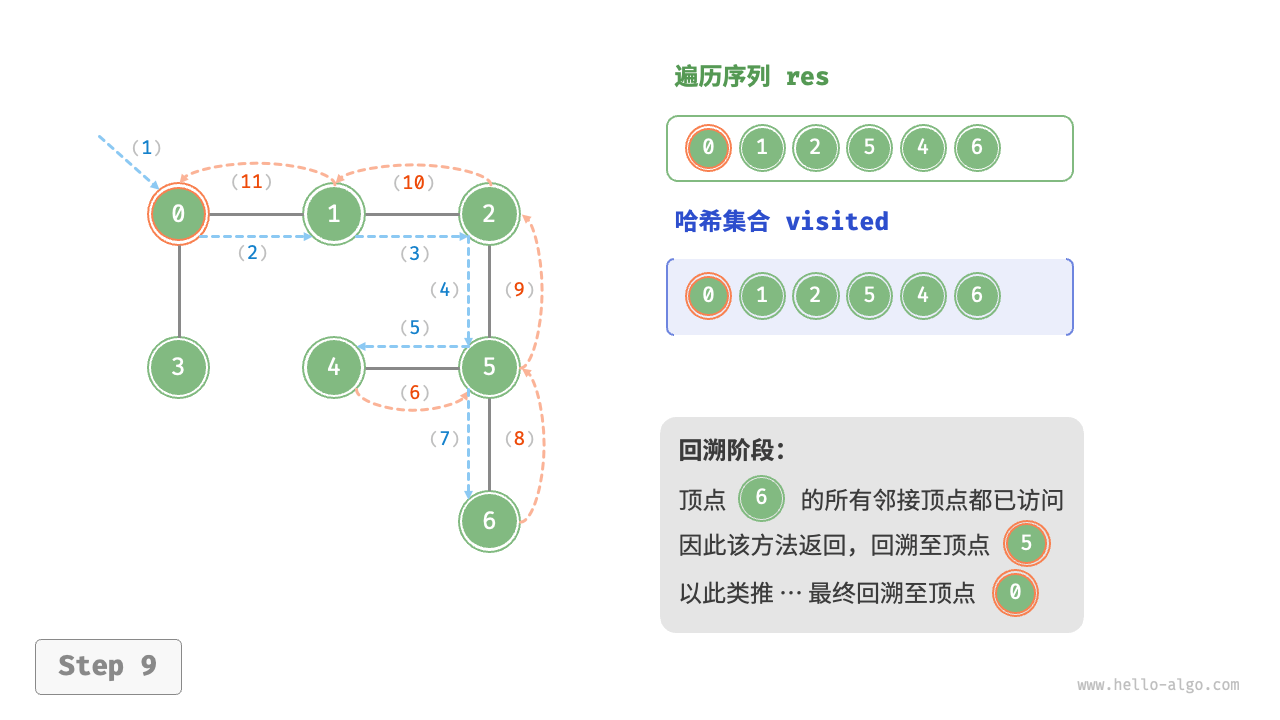 遍历序列 res
0 1 2 5 4 6
哈希集合 visited
0 1 2 5 4 6
(1)
(11)
(10)
0 1 2
(2)
(3)
(4)
(9)
(5)
3 4 5
(6)
(7)
(8)
6
回溯阶段：
顶点 6 的所有邻接顶点都已访问
因此该方法返回，回溯至顶点 5
以此类推 … 最终回溯至顶点 0
Step 9
www.hello-algo.com